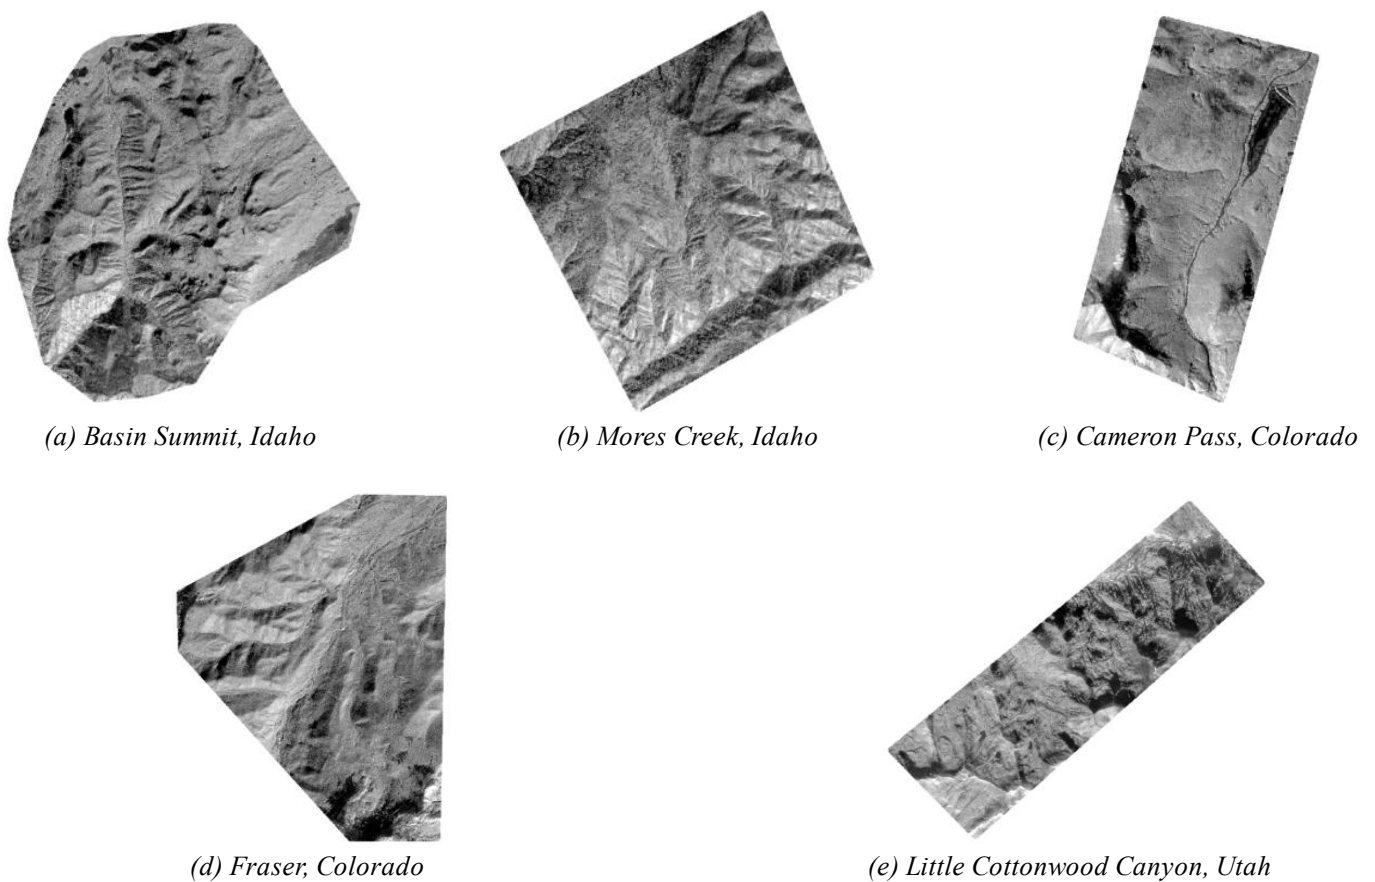 (a) Basin Summit, Idaho
(b) Mores Creek, Idaho
(c) Cameron Pass, Colorado
(d) Fraser, Colorado
(e) Little Cottonwood Canyon, Utah